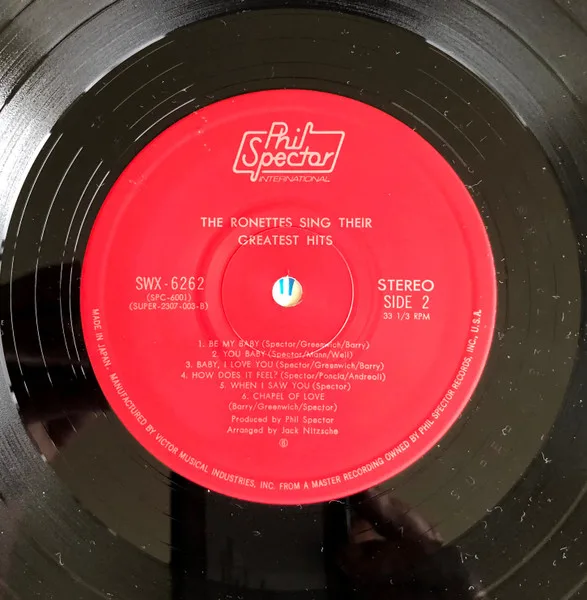 Phil
Spector
INTERNATIONAL
THE RONETTES SING THEIR
GREATEST HITS
SWX-6262
(SPC-6001)
(SUPER-2307-003-B)
STEREO
SIDE 2
33 1/3 RPM
1. BE MY BABY (Spector/Greenwich/Barry)
2. YOU BABY (Spector/Mann/Weil)
3. BABY, I LOVE YOU (Spector/Greenwich/Barry)
4. HOW DOES IT FEEL? (Spector/Poncia/Andreoli)
5. WHEN I SAW YOU (Spector)
6. CHAPEL OF LOVE
(Barry/Greenwich/Spector)
Produced by Phil Spector
Arranged by Jack Nitzsche
MADE IN JAPAN. MANUFACTURED BY VICTOR MUSICAL INDUSTRIES, INC. FROM A MASTER RECORDING OWNED BY PHIL SPECTOR RECORDS, INC., U.S.A.